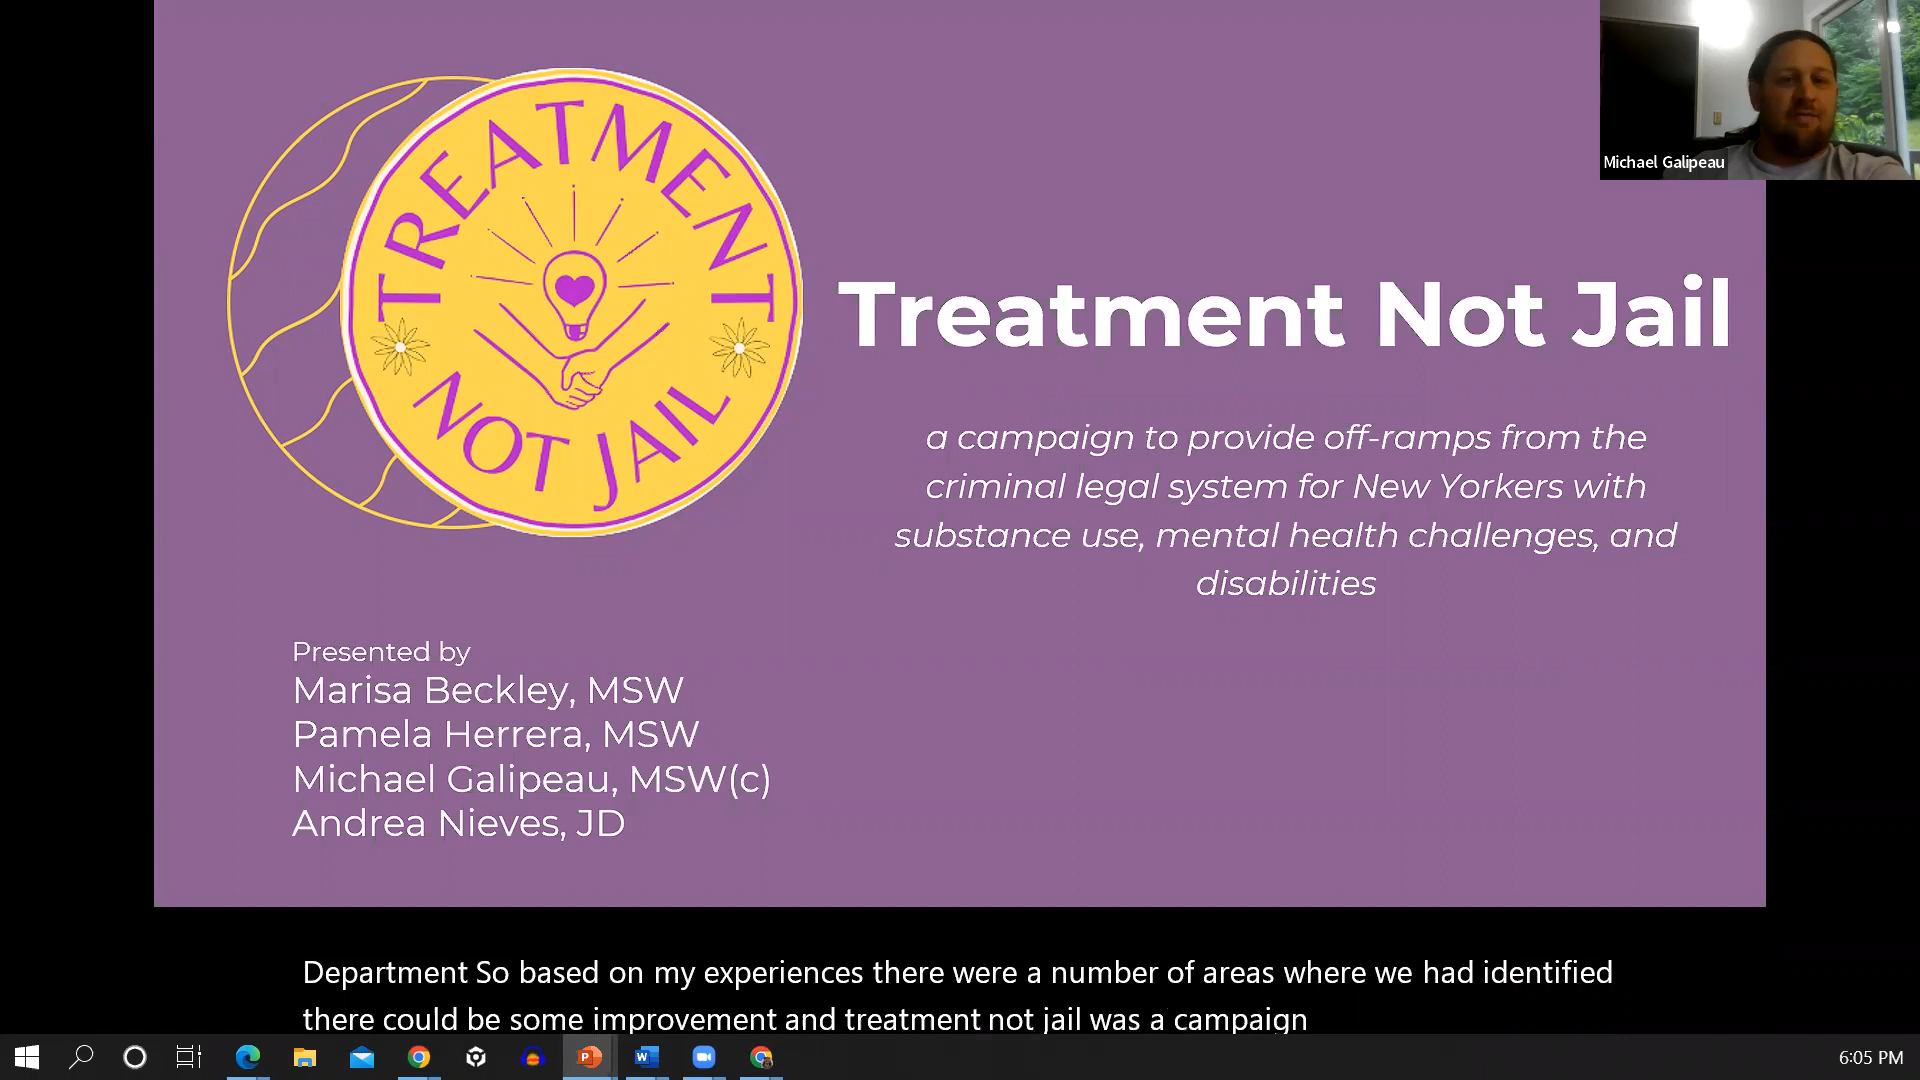 TREATMENT
NOT JAIL
Michael Galipeau
Treatment Not Jail
a campaign to provide off-ramps from the
criminal legal system for New Yorkers with
substance use, mental health challenges, and
disabilities
Presented by
Marisa Beckley, MSW
Pamela Herrera, MSW
Michael Galipeau, MSW(c)
Andrea Nieves, JD
Department So based on my experiences there were a number of areas where we had identified
there could be some improvement and treatment not jail was a campaign
6:05 PM